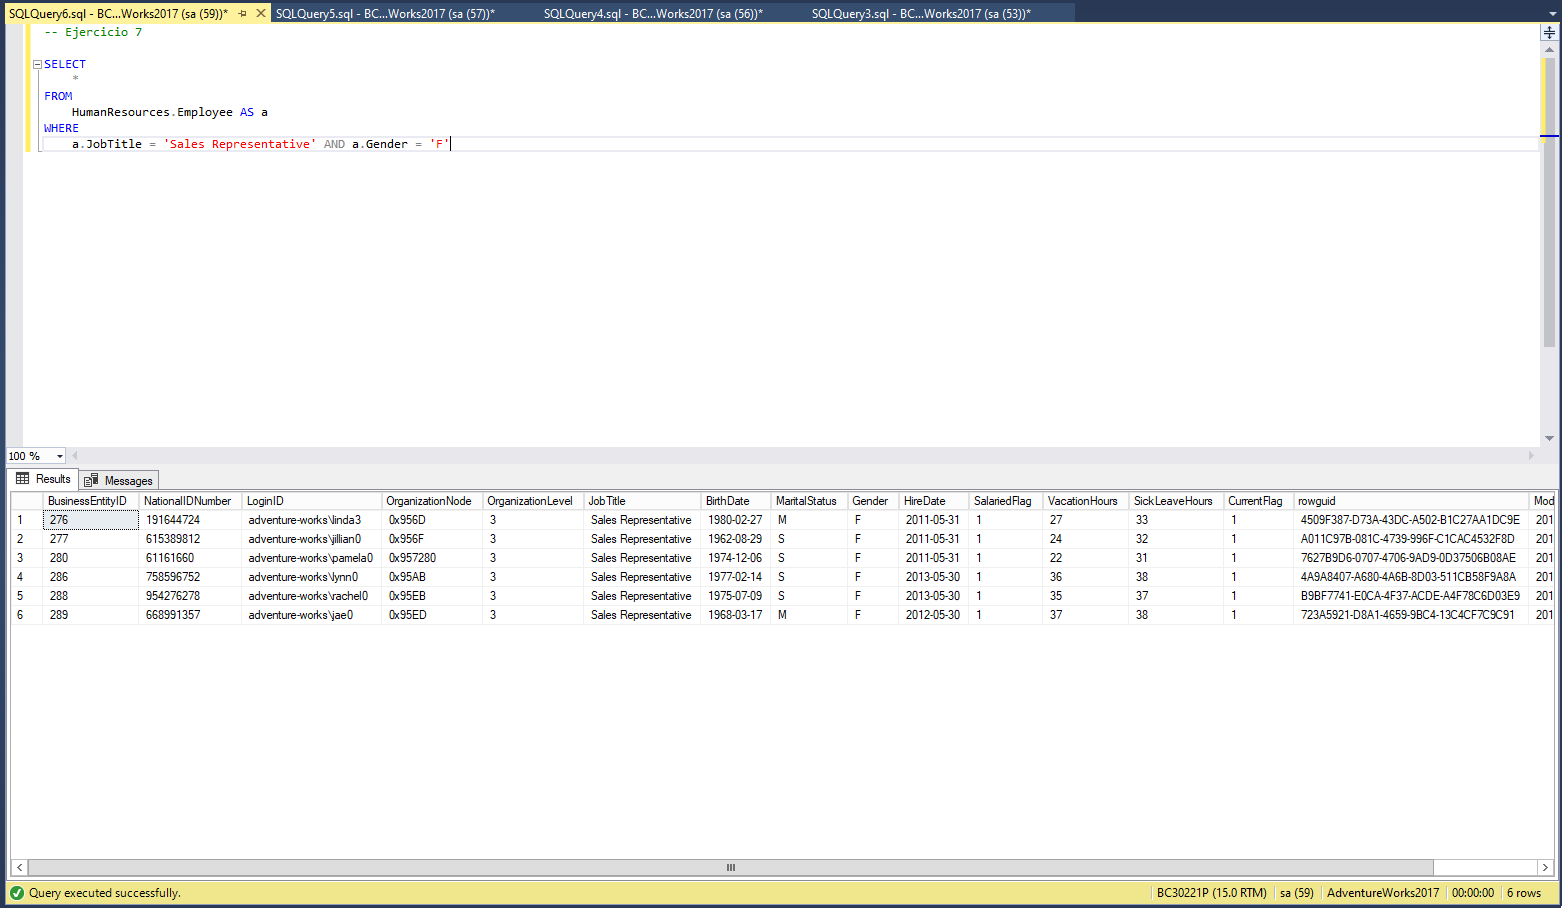 SQLQuery6.sql - BC...Works2017 (sa (59))* SQLQuery5.sql - BC...Works2017 (sa (57))* SQLQuery4.sql - BC...Works2017 (sa (56))* SQLQuery3.sql - BC...Works2017 (sa (53))*
-- Ejercicio 7
SELECT
*
FROM
HumanResources.Employee AS a
WHERE
a.JobTitle = 'Sales Representative' AND a.Gender = 'F'
100 %
Results Messages
BusinessEntityID NationalIDNumber LoginID OrganizationNode OrganizationLevel JobTitle BirthDate MaritalStatus Gender HireDate SalariedFlag VacationHours SickLeaveHours CurrentFlag rowguid Mod
1 276 191644724 adventure-works\linda3 0x956D 3 Sales Representative 1980-02-27 M F 2011-05-31 1 27 33 1 4509F387-D73A-43DC-A502-B1C27AA1DC9E 201
2 277 615389812 adventure-works\jillian0 0x956F 3 Sales Representative 1962-08-29 S F 2011-05-31 1 24 32 1 A011C97B-081C-4739-996F-C1CAC4532F8D 201
3 280 61161660 adventure-works\pamela0 0x957280 3 Sales Representative 1974-12-06 S F 2011-05-31 1 22 31 1 7627B9D6-0707-4706-9AD9-0D37506B08AE 201
4 286 758596752 adventure-works\lynn0 0x95AB 3 Sales Representative 1977-02-14 S F 2013-05-30 1 36 38 1 4A9A8407-A680-4A6B-8D03-511CB58F9A8A 201
5 288 954276278 adventure-works\rachel0 0x95EB 3 Sales Representative 1975-07-09 S F 2013-05-30 1 35 37 1 B9BF7741-E0CA-4F37-ACDE-A4F78C6D03E9 201
6 289 668991357 adventure-works\jae0 0x95ED 3 Sales Representative 1968-03-17 M F 2012-05-30 1 37 38 1 723A5921-D8A1-4659-9BC4-13C4CF7C9C91 201
Query executed successfully. BC30221P (15.0 RTM) sa (59) AdventureWorks2017 00:00:00 6 rows